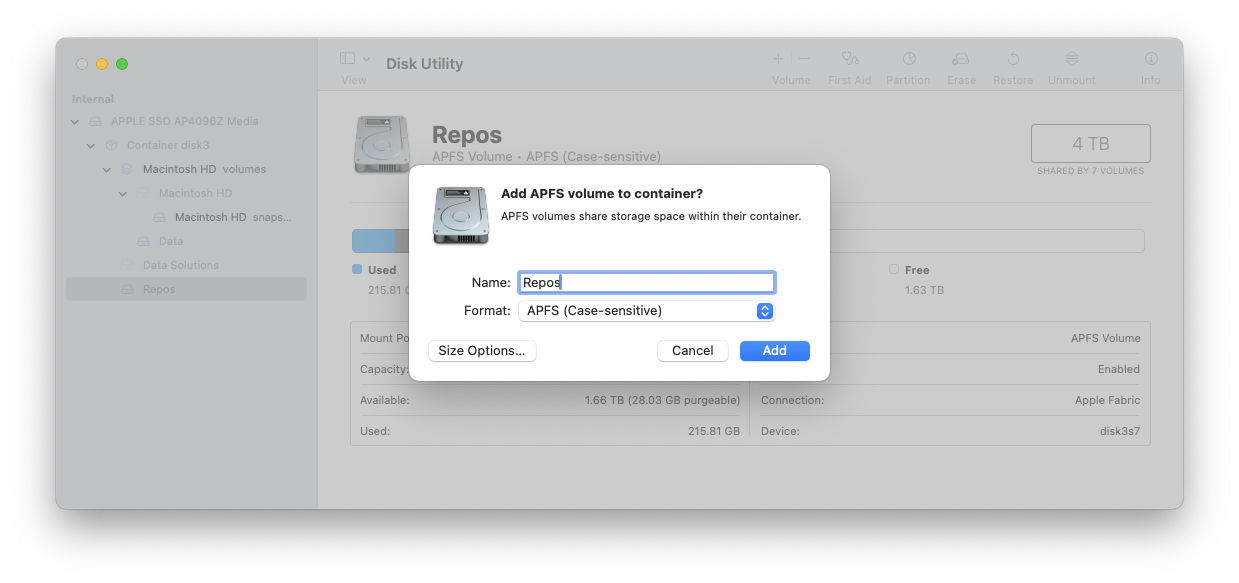 Disk Utility
View
Volume
First Aid
Partition
Erase
Restore
Unmount
Info
Internal
APPLE SSD AP4096Z Media
Container disk3
Macintosh HD volumes
Macintosh HD
Macintosh HD snaps...
Data
Data Solutions
Repos
Repos
APFS Volume • APFS (Case-sensitive)
4 TB
SHARED BY 7 VOLUMES
Add APFS volume to container?
APFS volumes share storage space within their container.
Name: Repos
Format: APFS (Case-sensitive)
Size Options...
Cancel
Add
Used
Free
1.63 TB
APFS Volume
Capacity:
Enabled
Available: 1.66 TB (28.03 GB purgeable)
Connection: Apple Fabric
Used: 215.81 GB
Device: disk3s7